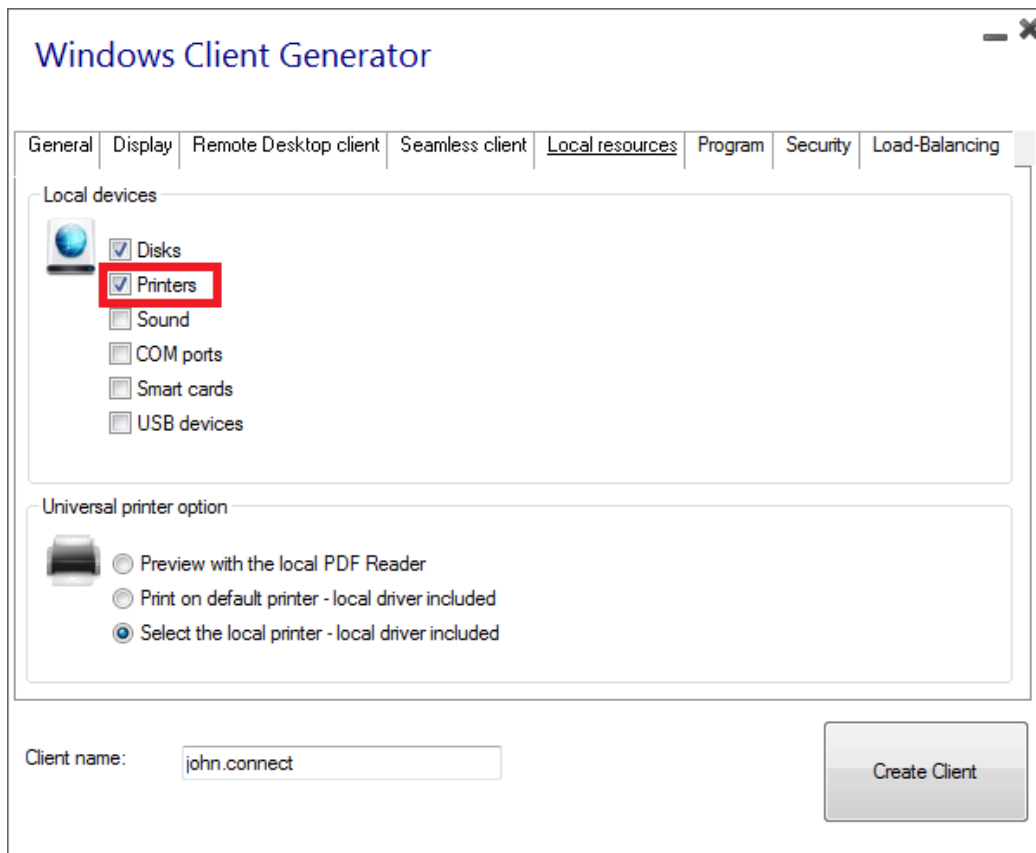 Windows Client Generator
General Display Remote Desktop client Seamless client Local resources Program Security Load-Balancing
Local devices
Disks
Printers
Sound
COM ports
Smart cards
USB devices
Universal printer option
Preview with the local PDF Reader
Print on default printer - local driver included
Select the local printer - local driver included
Client name: john.connect
Create Client